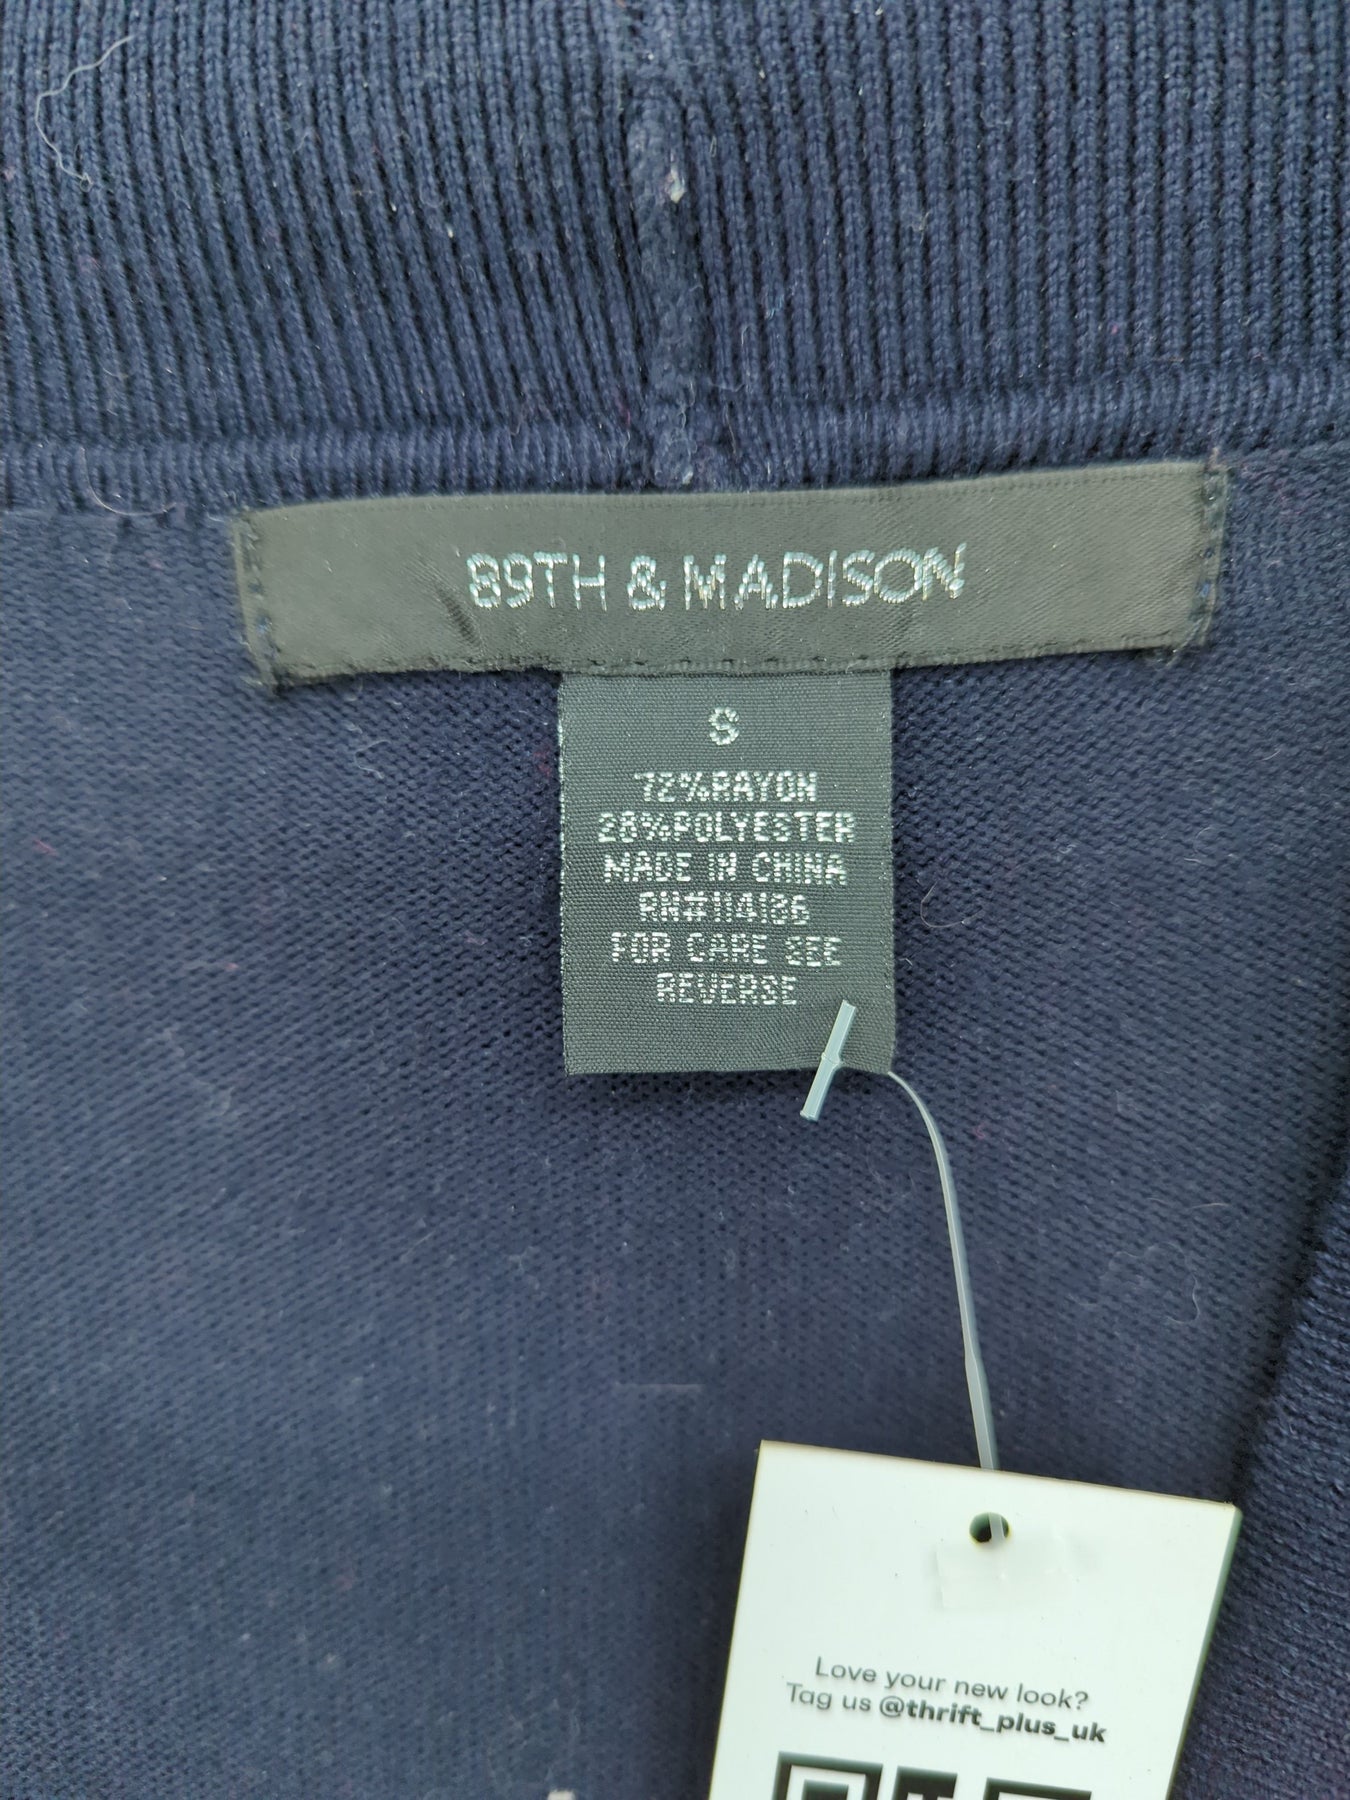 89TH & MADISON
S
72%RAYON
28%POLYESTER
MADE IN CHINA
RN#114186
FOR CARE SEE
REVERSE
Love your new look?
Tag us @thrift_plus_uk